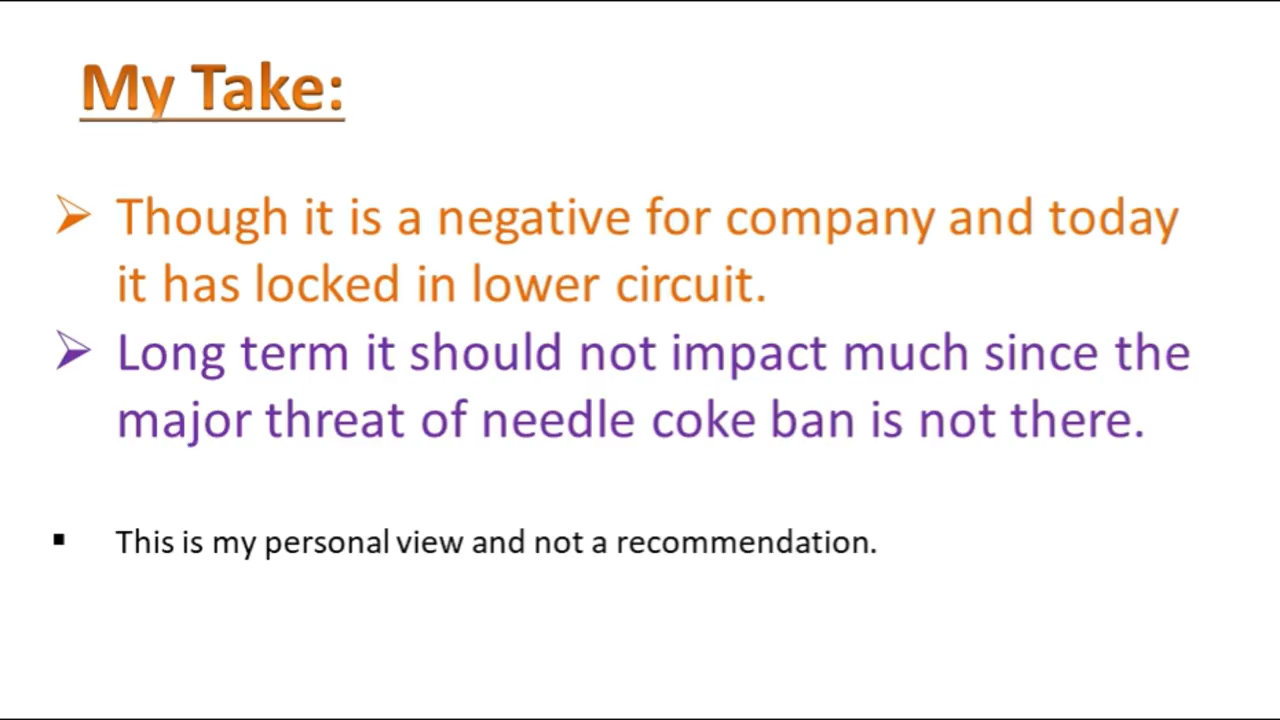 My Take:
Though it is a negative for company and today
it has locked in lower circuit.
Long term it should not impact much since the
major threat of needle coke ban is not there.
This is my personal view and not a recommendation.